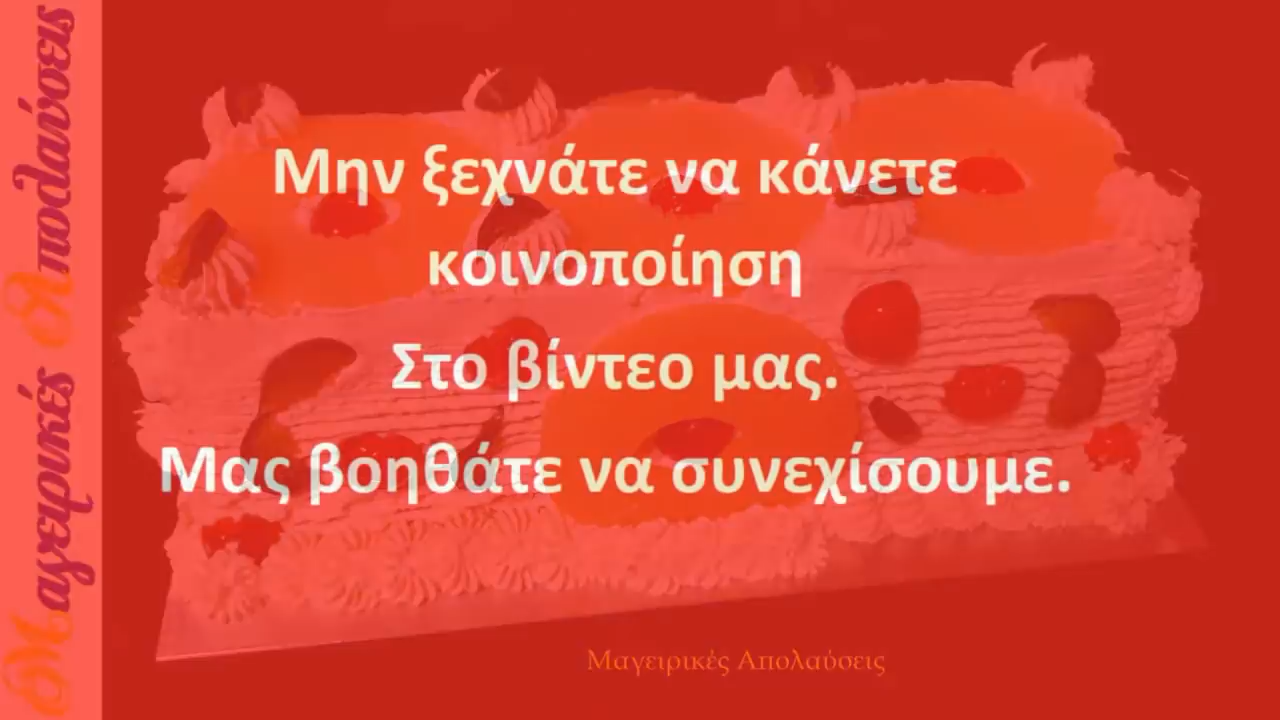 Μαγειρικές Απολαύσεις
Μην ξεχνάτε να κάνετε
κοινοποίηση
Στο βίντεο μας.
Μας βοηθάτε να συνεχίσουμε.
Μαγειρικές Απολαύσεις